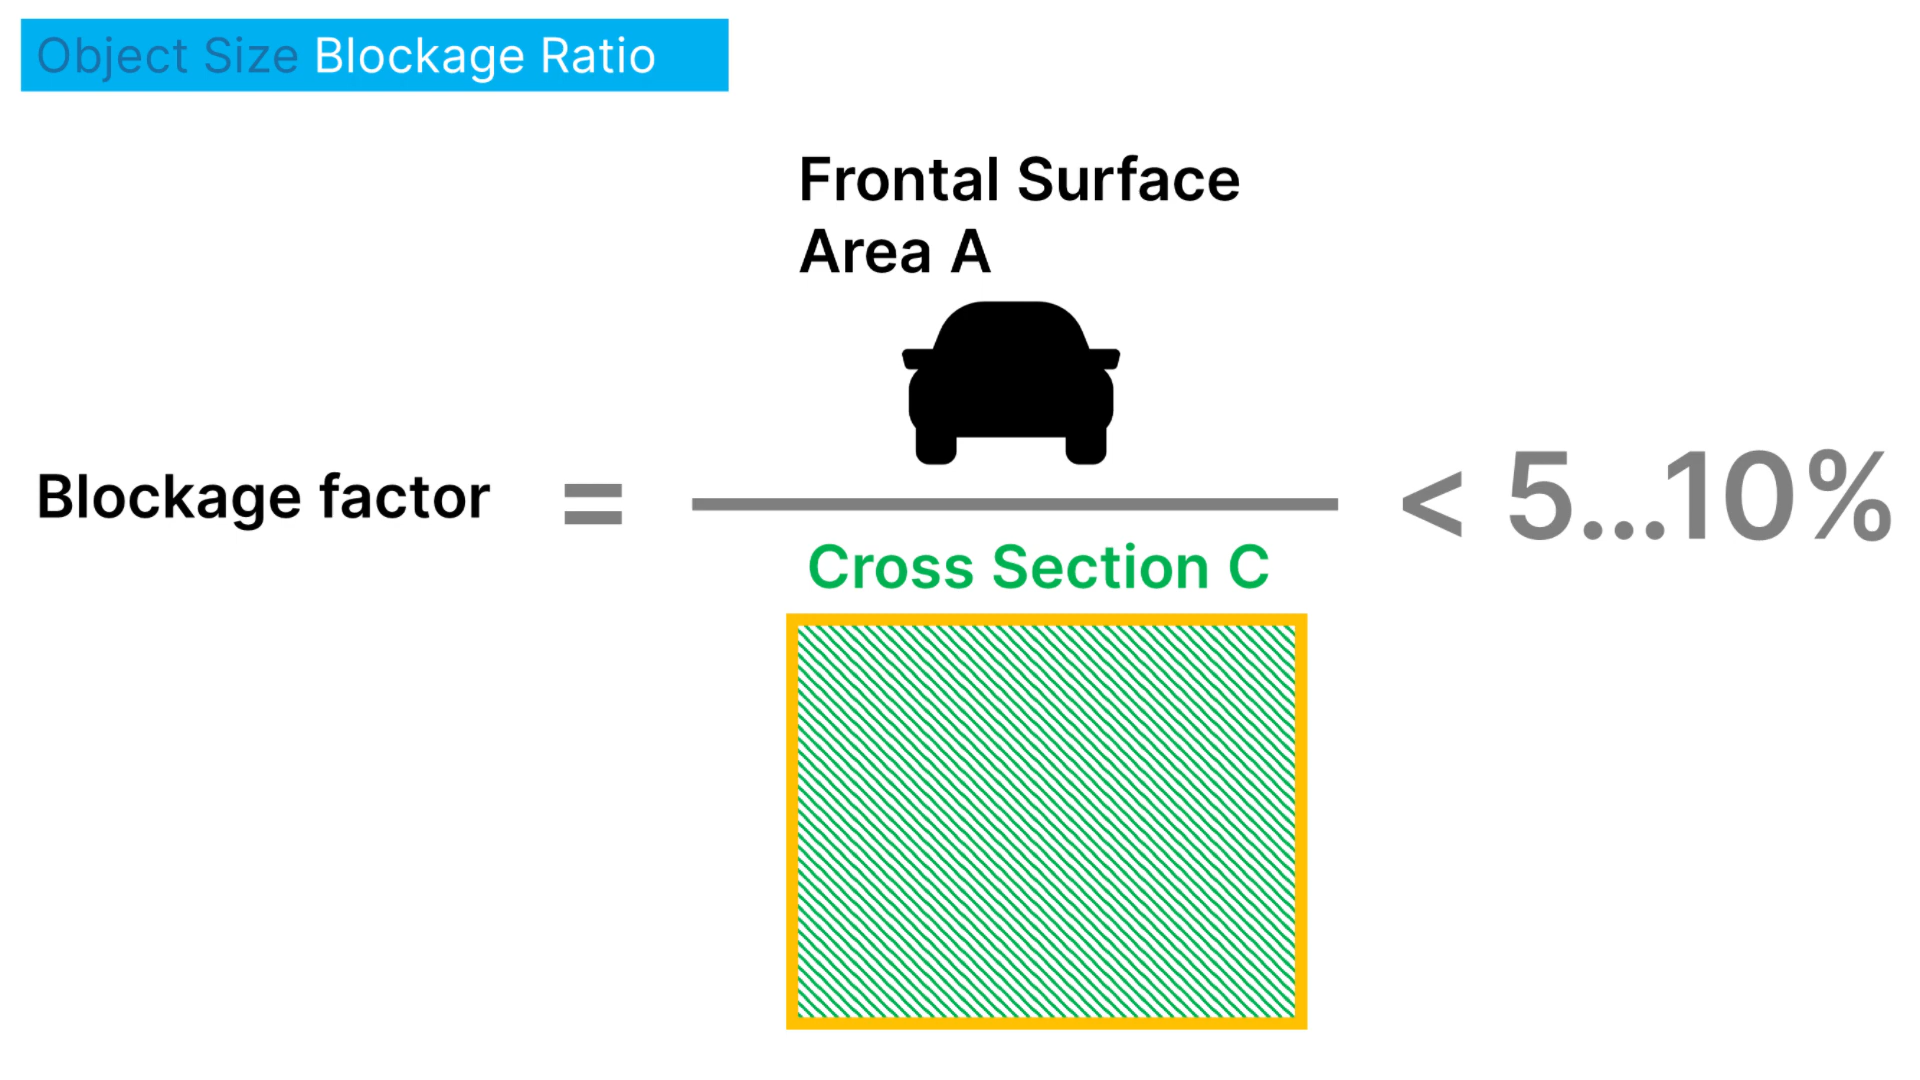 Object Size Blockage Ratio
Frontal Surface
Area A
Blockage factor = < 5...10%
Cross Section C